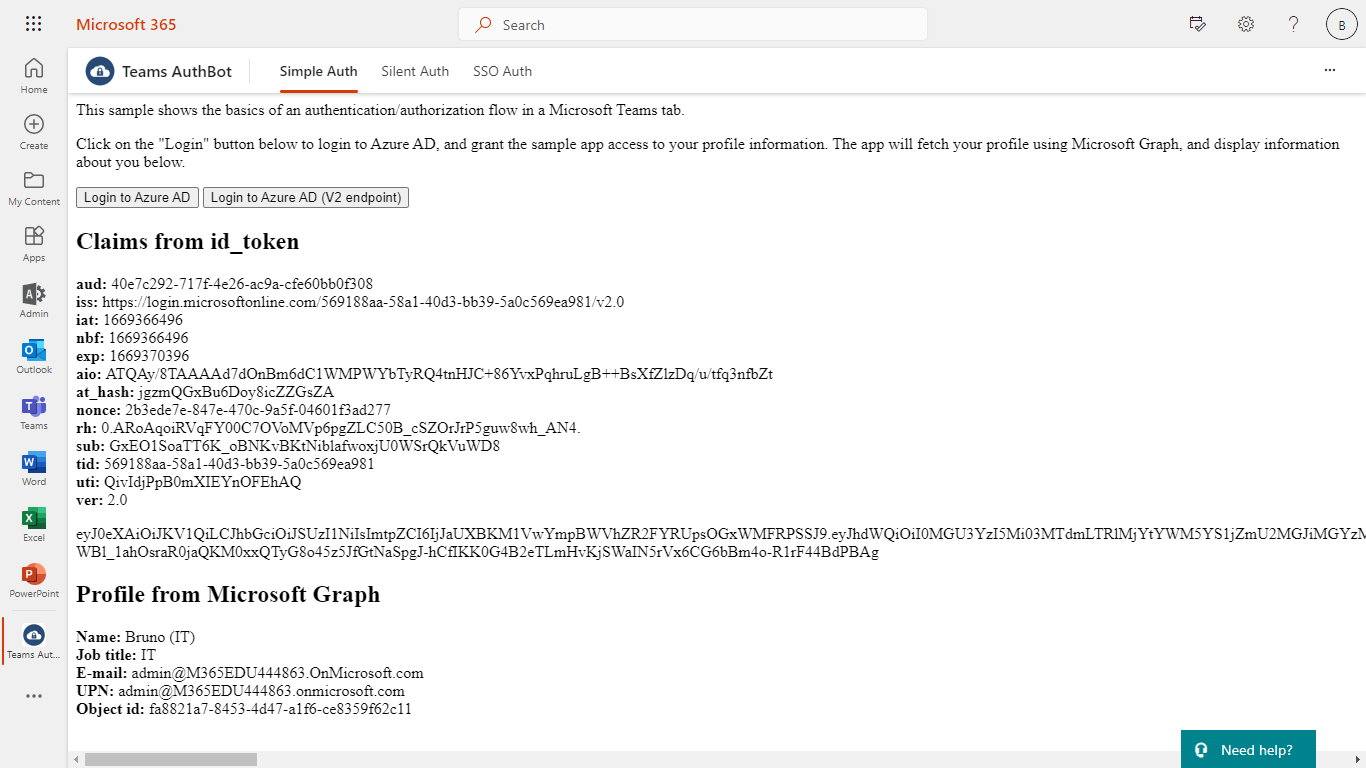 Microsoft 365
Search
B
Home
Create
My Content
Apps
Admin
Outlook
Teams
Word
Excel
PowerPoint
Teams Aut...
Teams AuthBot
Simple Auth
Silent Auth
SSO Auth
This sample shows the basics of an authentication/authorization flow in a Microsoft Teams tab.
Click on the "Login" button below to login to Azure AD, and grant the sample app access to your profile information. The app will fetch your profile using Microsoft Graph, and display information
about you below.
Login to Azure AD
Login to Azure AD (V2 endpoint)
Claims from id_token
aud: 40e7c292-717f-4e26-ac9a-cfe60bb0f308
iss: https://login.microsoftonline.com/569188aa-58a1-40d3-bb39-5a0c569ea981/v2.0
iat: 1669366496
nbf: 1669366496
exp: 1669370396
aio: ATQAy/8TAAAAd7dOnBm6dC1WMPWYbTyRQ4tnHJC+86YvxPqhruLgB++BsXfZlzDq/u/tfq3nfbZt
at_hash: jgzmQGxBu6Doy8icZZGsZA
nonce: 2b3ede7e-847e-470c-9a5f-04601f3ad277
rh: 0.ARoAqoiRVqFY00C7OVoMVp6pgZLC50B_cSZOrJrP5guw8wh_AN4.
sub: GxEO1SoaTT6K_oBNKvBKtNiblafwoxjU0WSrQkVuWD8
tid: 569188aa-58a1-40d3-bb39-5a0c569ea981
uti: QivIdjPpB0mXIEYnOFEhAQ
ver: 2.0
eyJ0eXAiOiJKV1QiLCJhbGciOiJSUzI1NiIsImtpZCI6IjJaUXBKM1VwYmpBWVhZR2FYRUpsOGxWMFRPSSJ9.eyJhdWQiOiI0MGU3YzI5Mi03MTdmLTRlMjYtYWM5YS1jZmU2MGJiMGYzM
WBl_1ahOsraR0jaQKM0xxQTyG8o45z5JfGtNaSpgJ-hCfIKK0G4B2eTLmHvKjSWaIN5rVx6CG6bBm4o-R1rF44BdPBAg
Profile from Microsoft Graph
Name: Bruno (IT)
Job title: IT
E-mail: admin@M365EDU444863.OnMicrosoft.com
UPN: admin@M365EDU444863.onmicrosoft.com
Object id: fa8821a7-8453-4d47-a1f6-ce8359f62c11
Need help?